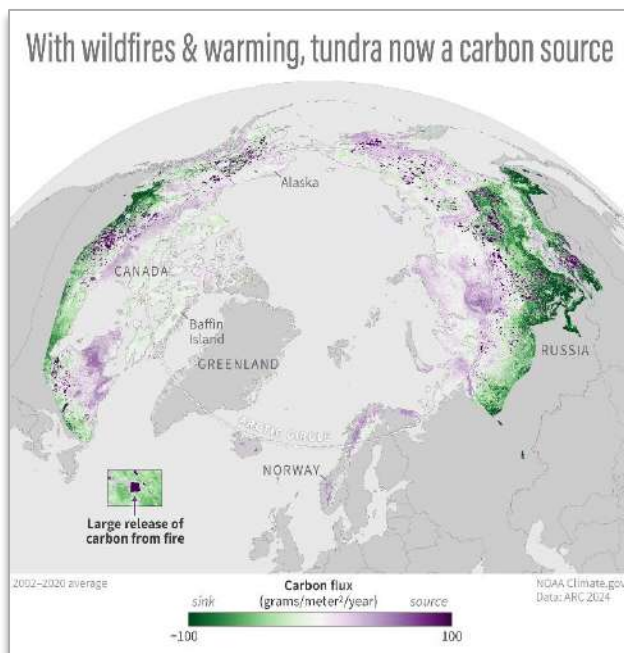 With wildfires & warming, tundra now a carbon source
Alaska
CANADA
Baffin
Island
GREENLAND
RUSSIA
ARCTIC CIRCLE
NORWAY
Large release of
carbon from fire
2002–2020 average
NOAA Climate.gov
Data: ARC 2024
Carbon flux
sink (grams/meter²/year) source
-100 100